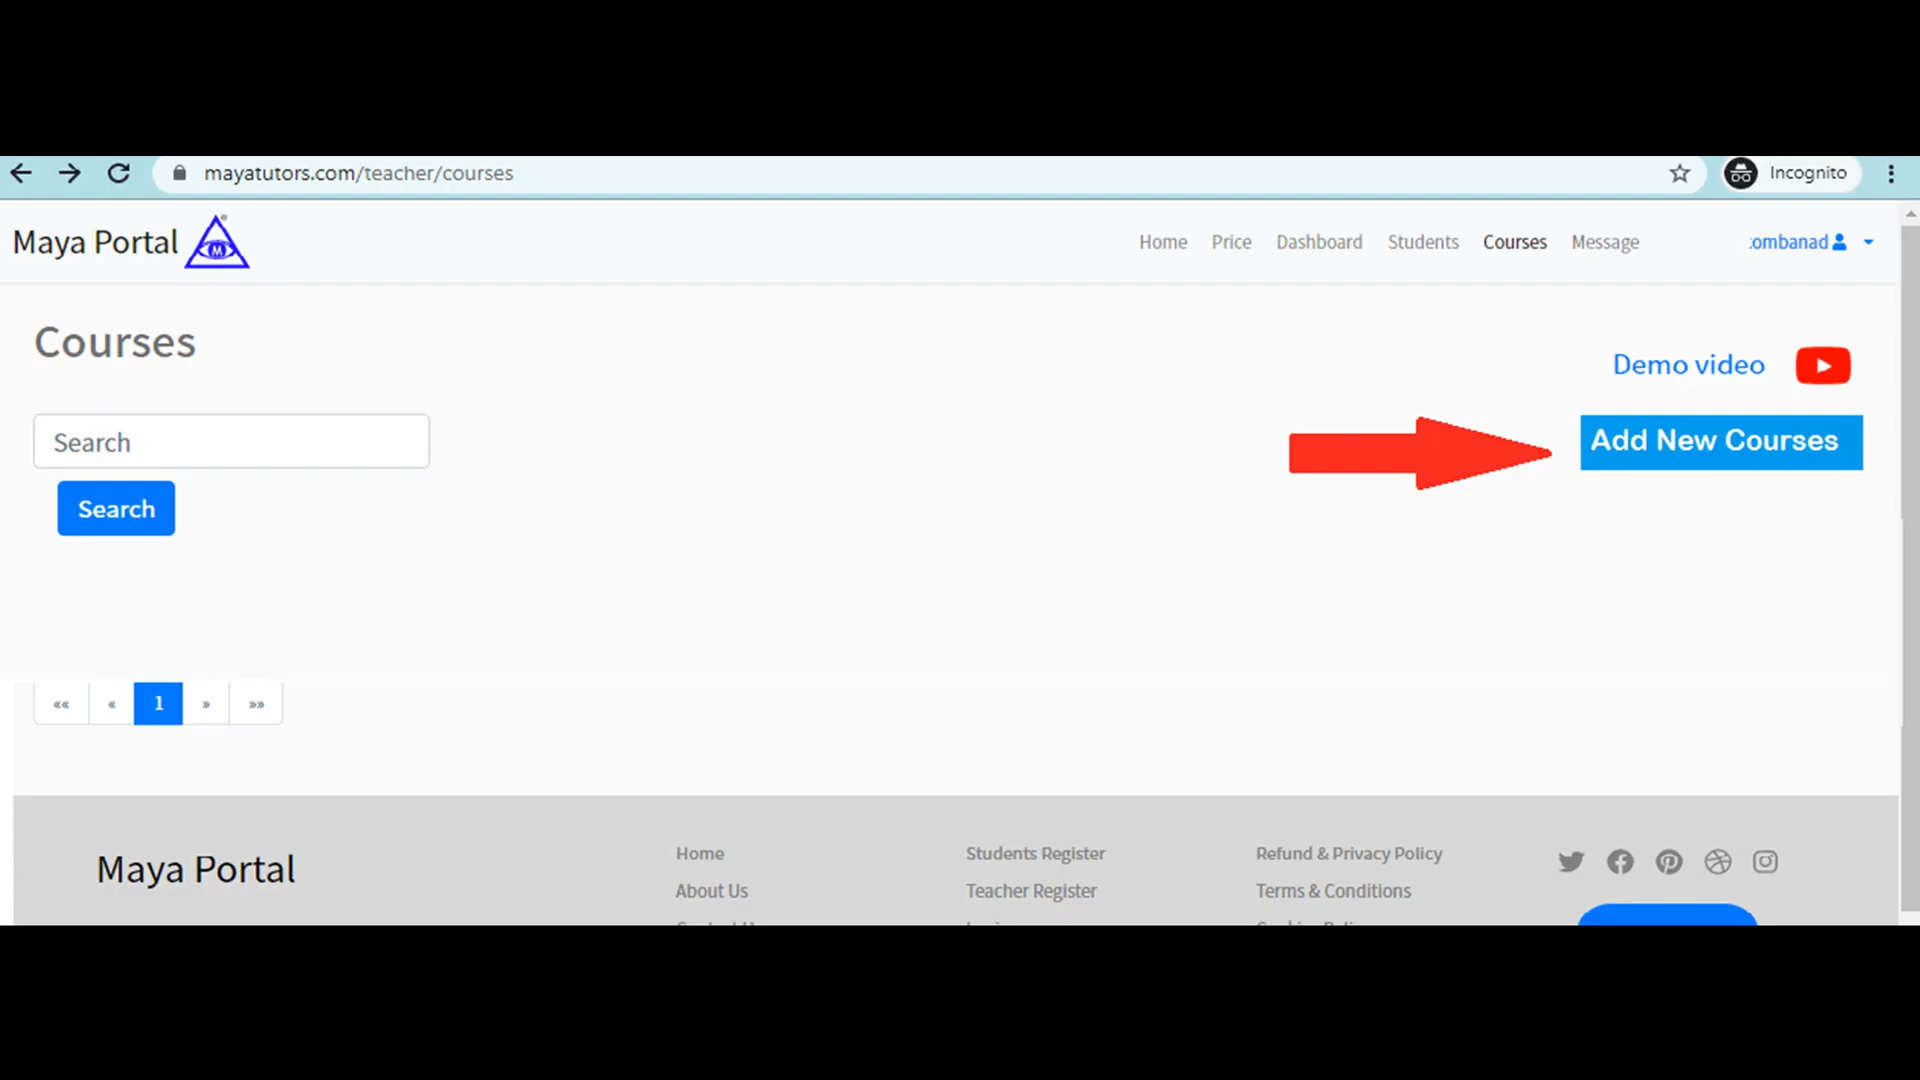 mayatutors.com/teacher/courses
Incognito
Maya Portal
M
Home Price Dashboard Students Courses Message
Courses
Demo video
Search
Add New Courses
Search
«« « 1 » »»
Maya Portal
Home Students Register Refund & Privacy Policy
About Us Teacher Register Terms & Conditions